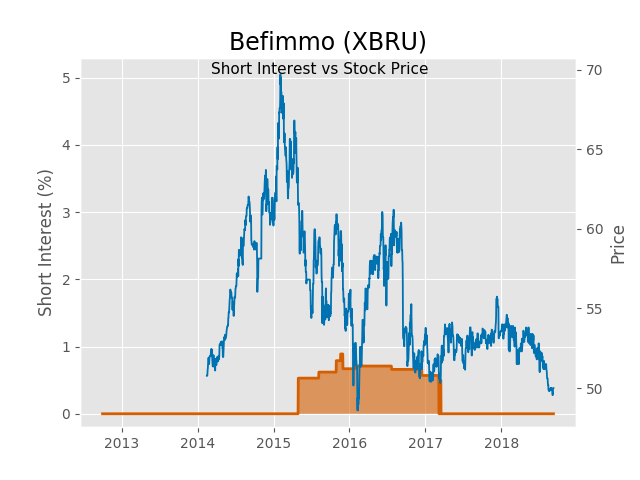 Befimmo (XBRU)
Short Interest vs Stock Price
Short Interest (%)
5
4
3
2
1
0
70
65
60
55
50
Price
2013 2014 2015 2016 2017 2018